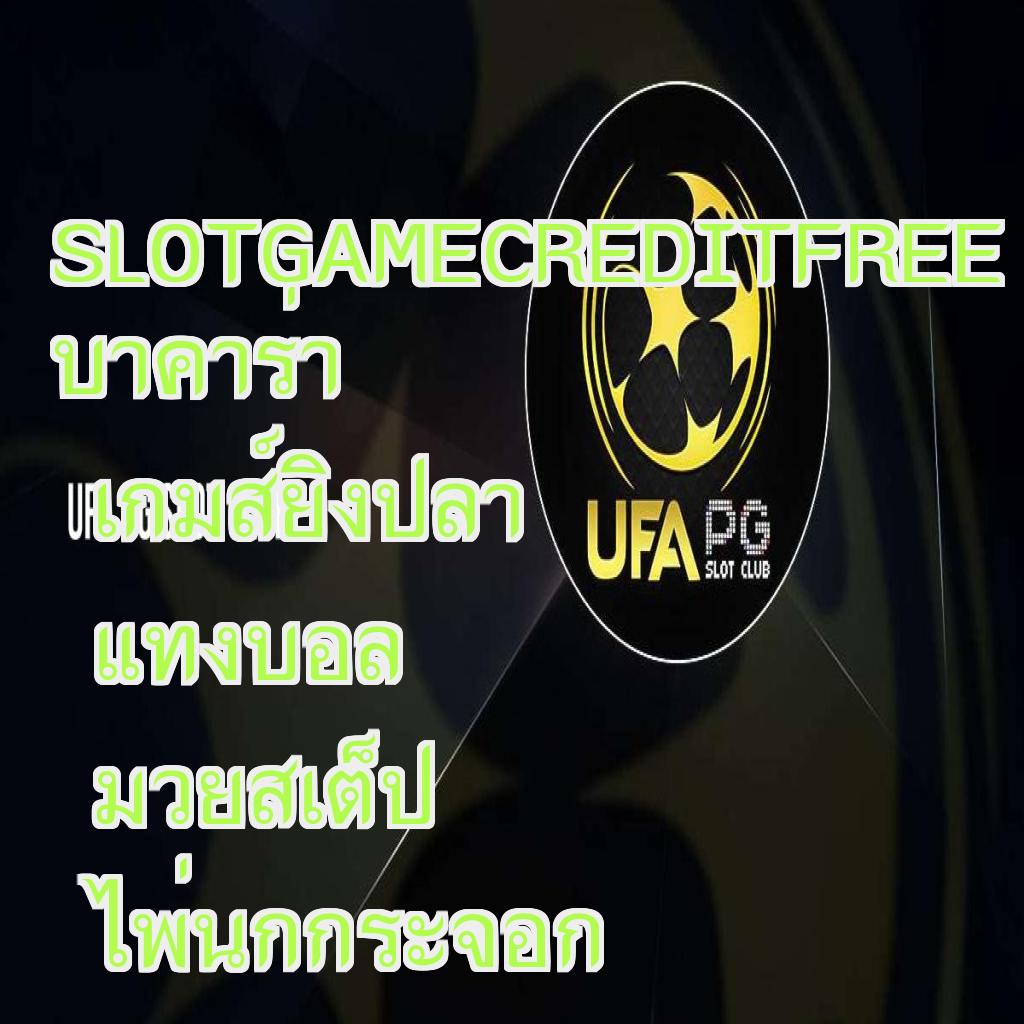 SLOTGAMECREDITFREE
บาคาร่า
เกมส์ยิงปลา
แทงบอล
มวยสเต็ป
ไพ่นกกระจอก
UFA PG
SLOT CLUB